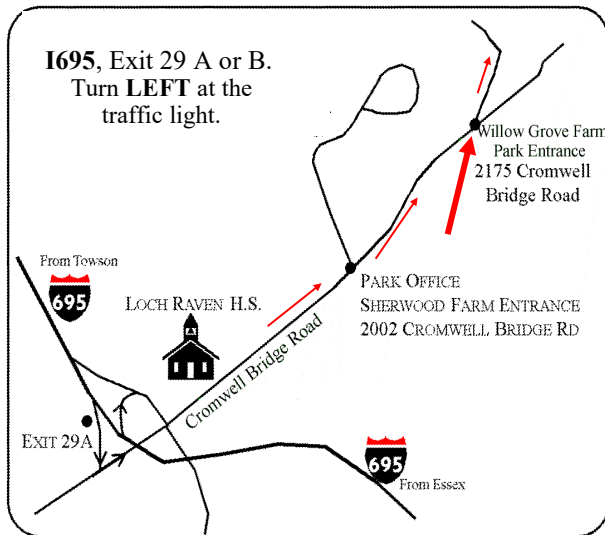 I695, Exit 29 A or B.
Turn LEFT at the
traffic light.
Willow Grove Farm
Park Entrance
2175 Cromwell
Bridge Road
From Towson
695
LOCH RAVEN H.S.
PARK OFFICE
SHERWOOD FARM ENTRANCE
2002 CROMWELL BRIDGE RD
Cromwell Bridge Road
EXIT 29A
695
From Essex